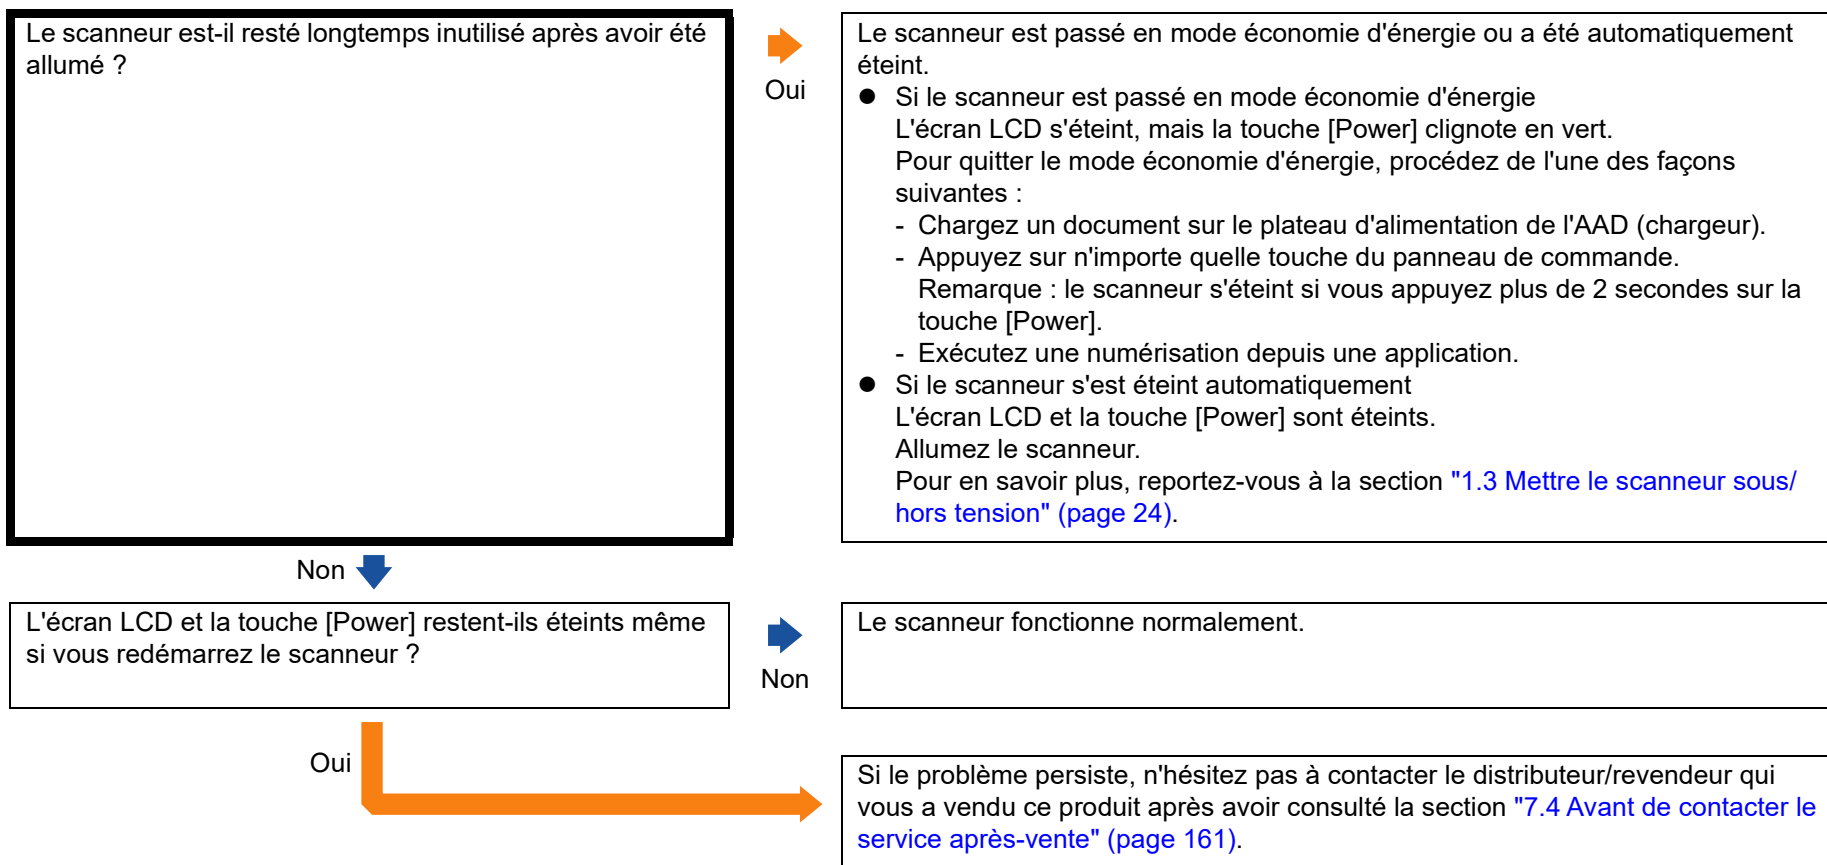 Le scanneur est-il resté longtemps inutilisé après avoir été
allumé ?
Oui
Le scanneur est passé en mode économie d'énergie ou a été automatiquement
éteint.
● Si le scanneur est passé en mode économie d'énergie
L'écran LCD s'éteint, mais la touche [Power] clignote en vert.
Pour quitter le mode économie d'énergie, procédez de l'une des façons
suivantes :
- Chargez un document sur le plateau d'alimentation de l'AAD (chargeur).
- Appuyez sur n'importe quelle touche du panneau de commande.
Remarque : le scanneur s'éteint si vous appuyez plus de 2 secondes sur la
touche [Power].
- Exécutez une numérisation depuis une application.
● Si le scanneur s'est éteint automatiquement
L'écran LCD et la touche [Power] sont éteints.
Allumez le scanneur.
Pour en savoir plus, reportez-vous à la section "1.3 Mettre le scanneur sous/
hors tension" (page 24).
Non
L'écran LCD et la touche [Power] restent-ils éteints même
si vous redémarrez le scanneur ?
Non
Le scanneur fonctionne normalement.
Oui
Si le problème persiste, n'hésitez pas à contacter le distributeur/revendeur qui
vous a vendu ce produit après avoir consulté la section "7.4 Avant de contacter le
service après-vente" (page 161).